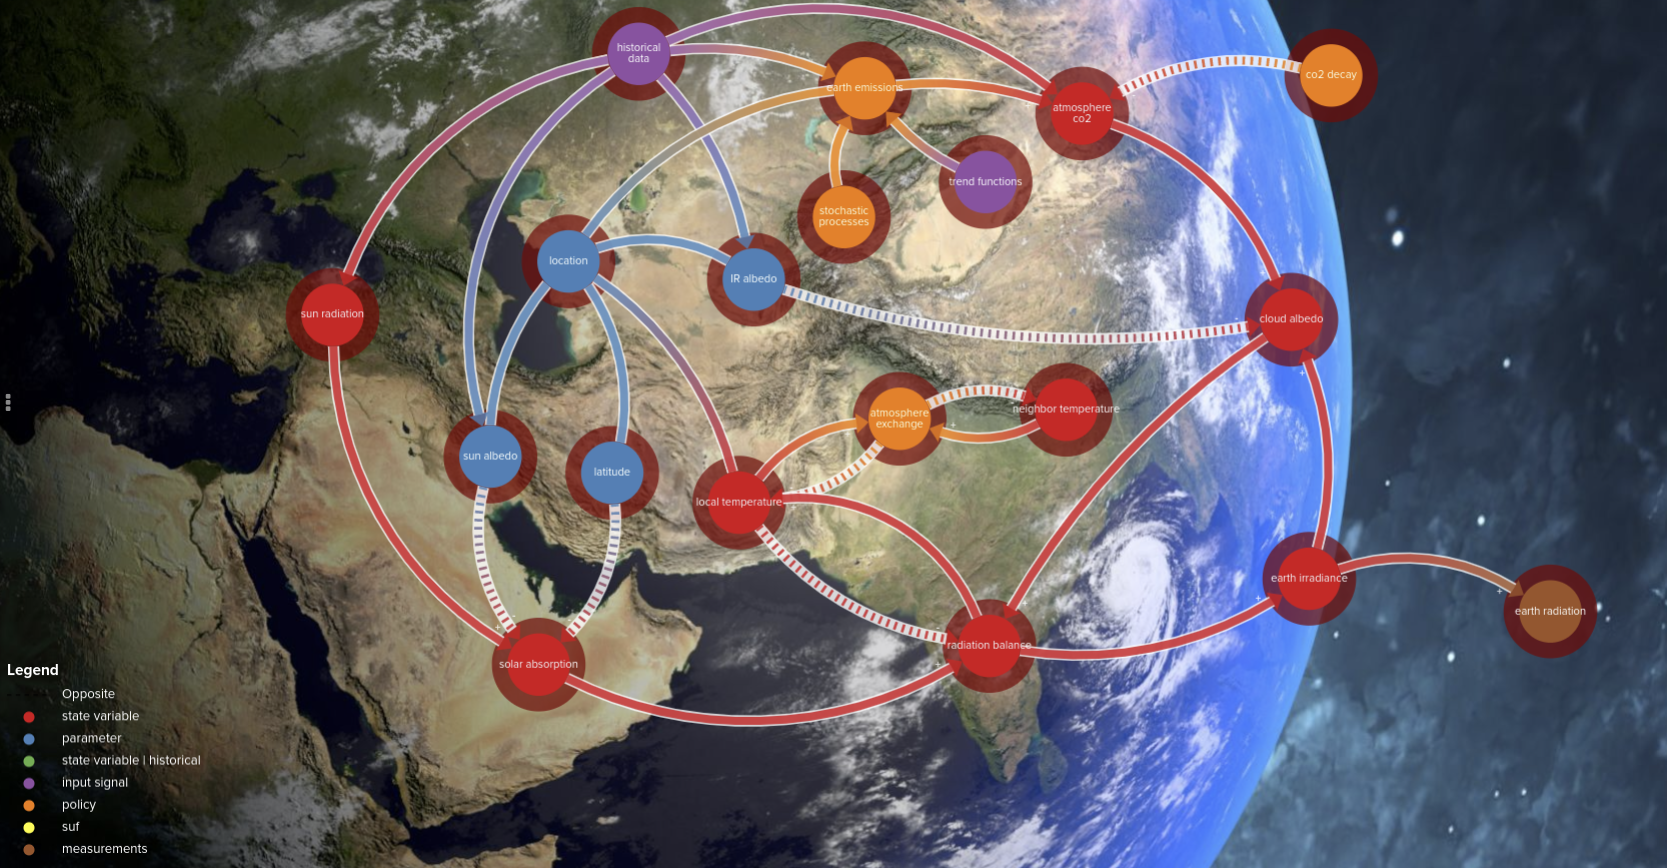 historical
data
co2 decay
earth emissions
atmosphere
co2
trend functions
stochastic
processes
location
IR albedo
sun radiation
cloud albedo
atmosphere
exchange
neighbor temperature
sun albedo
latitude
local temperature
earth irradiance
earth radiation
radiation balance
solar absorption
Legend
Opposite
state variable
parameter
state variable | historical
input signal
policy
suf
measurements